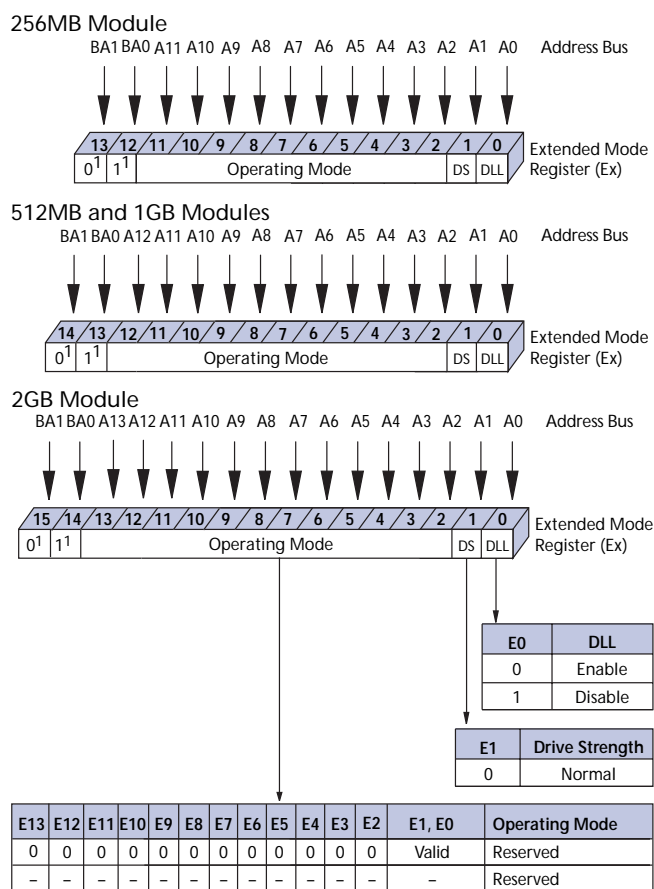 256MB Module
BA1 BA0 A11 A10 A9 A8 A7 A6 A5 A4 A3 A2 A1 A0 Address Bus
13 12 11 10 9 8 7 6 5 4 3 2 1 0
Extended Mode
Register (Ex)
0¹ 1¹ Operating Mode DS DLL
512MB and 1GB Modules
BA1 BA0 A12 A11 A10 A9 A8 A7 A6 A5 A4 A3 A2 A1 A0 Address Bus
14 13 12 11 10 9 8 7 6 5 4 3 2 1 0
Extended Mode
Register (Ex)
0¹ 1¹ Operating Mode DS DLL
2GB Module
BA1 BA0 A13 A12 A11 A10 A9 A8 A7 A6 A5 A4 A3 A2 A1 A0 Address Bus
15 14 13 12 11 10 9 8 7 6 5 4 3 2 1 0
Extended Mode
Register (Ex)
0¹ 1¹ Operating Mode DS DLL
E0 DLL
0 Enable
1 Disable
E1 Drive Strength
0 Normal
E13 E12 E11 E10 E9 E8 E7 E6 E5 E4 E3 E2 E1, E0 Operating Mode
0 0 0 0 0 0 0 0 0 0 0 0 Valid Reserved
– – – – – – – – – – – – – Reserved